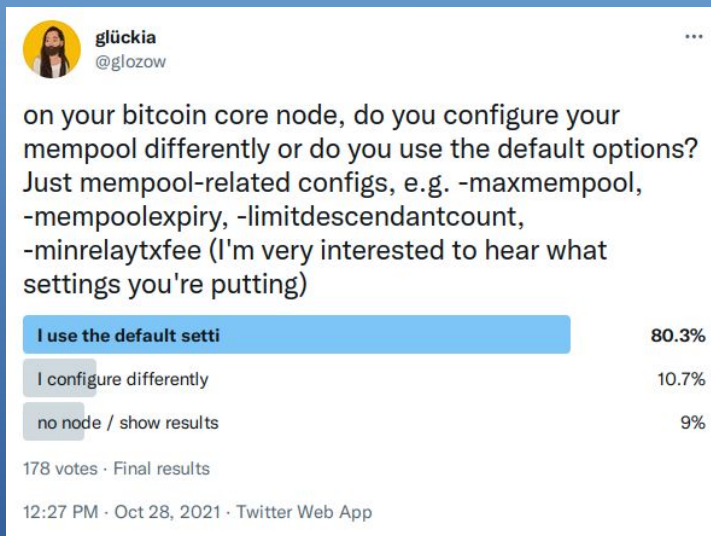 glückia
@glozow
on your bitcoin core node, do you configure your
mempool differently or do you use the default options?
Just mempool-related configs, e.g. -maxmempool,
-mempoolexpiry, -limitdescendantcount,
-minrelaytxfee (I'm very interested to hear what
settings you're putting)
I use the default setti 80.3%
I configure differently 10.7%
no node / show results 9%
178 votes · Final results
12:27 PM · Oct 28, 2021 · Twitter Web App